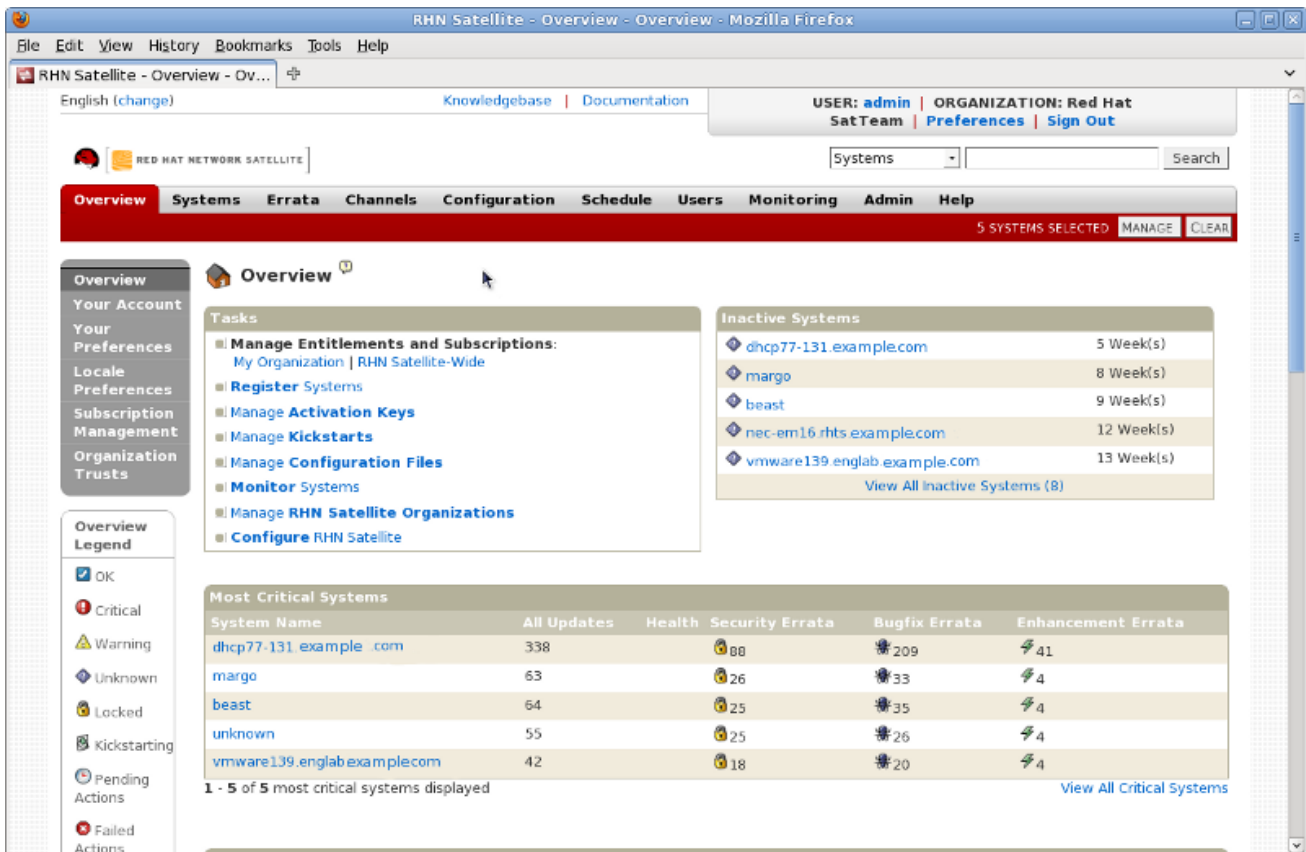 RHN Satellite - Overview - Overview - Mozilla Firefox
File Edit View History Bookmarks Tools Help
RHN Satellite - Overview - Ov...
English (change) Knowledgebase | Documentation
USER: admin | ORGANIZATION: Red Hat
SatTeam | Preferences | Sign Out
RED HAT NETWORK SATELLITE
Systems Search
Overview Systems Errata Channels Configuration Schedule Users Monitoring Admin Help
5 SYSTEMS SELECTED MANAGE CLEAR
Overview
Your Account
Your
Preferences
Locale
Preferences
Subscription
Management
Organization
Trusts
Overview
Legend
OK
Critical
Warning
Unknown
Locked
Kickstarting
Pending
Actions
Failed
Actions
Overview ?
Tasks
Manage Entitlements and Subscriptions:
My Organization | RHN Satellite-Wide
Register Systems
Manage Activation Keys
Manage Kickstarts
Manage Configuration Files
Monitor Systems
Manage RHN Satellite Organizations
Configure RHN Satellite
Inactive Systems
dhcp77-131.example.com 5 Week(s)
margo 8 Week(s)
beast 9 Week(s)
nec-em16.rhts.example.com 12 Week(s)
vmware139.englab.example.com 13 Week(s)
View All Inactive Systems (8)
Most Critical Systems
System Name All Updates Health Security Errata Bugfix Errata Enhancement Errata
dhcp77-131.example .com 338 88 209 41
margo 63 26 33 4
beast 64 25 35 4
unknown 55 25 26 4
vmware139.englabexamplecom 42 18 20 4
1 - 5 of 5 most critical systems displayed View All Critical Systems